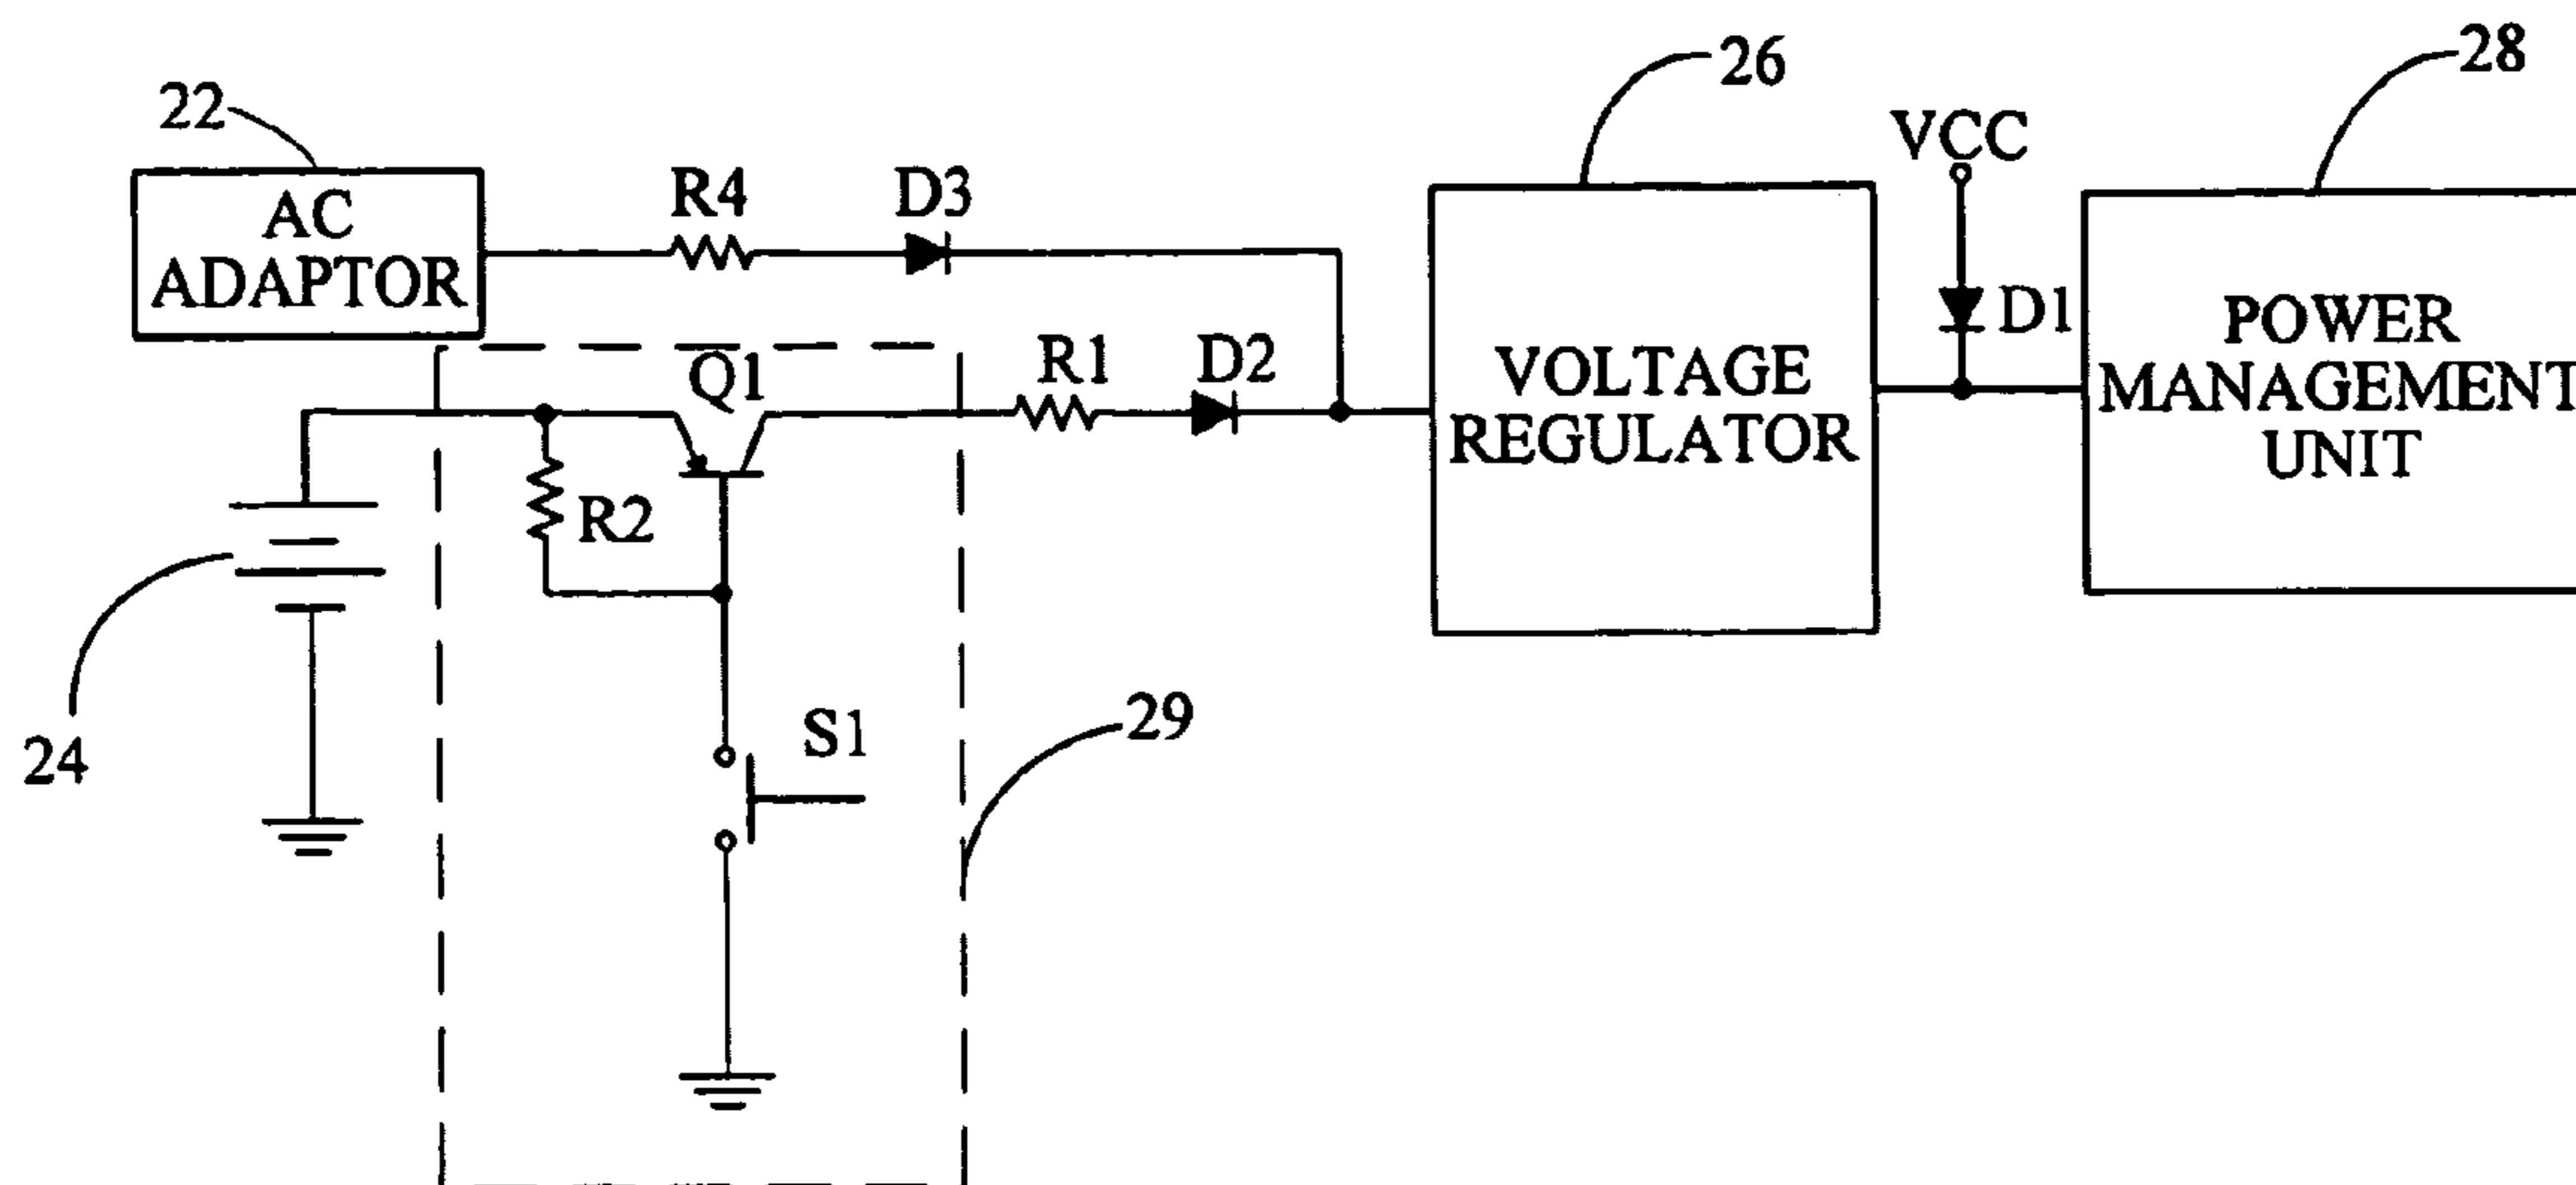 22
26
28
VCC
AC
ADAPTOR
R4
D3
D1
POWER
MANAGEMENT
UNIT
Q1
R1
D2
VOLTAGE
REGULATOR
R2
24
S1
29